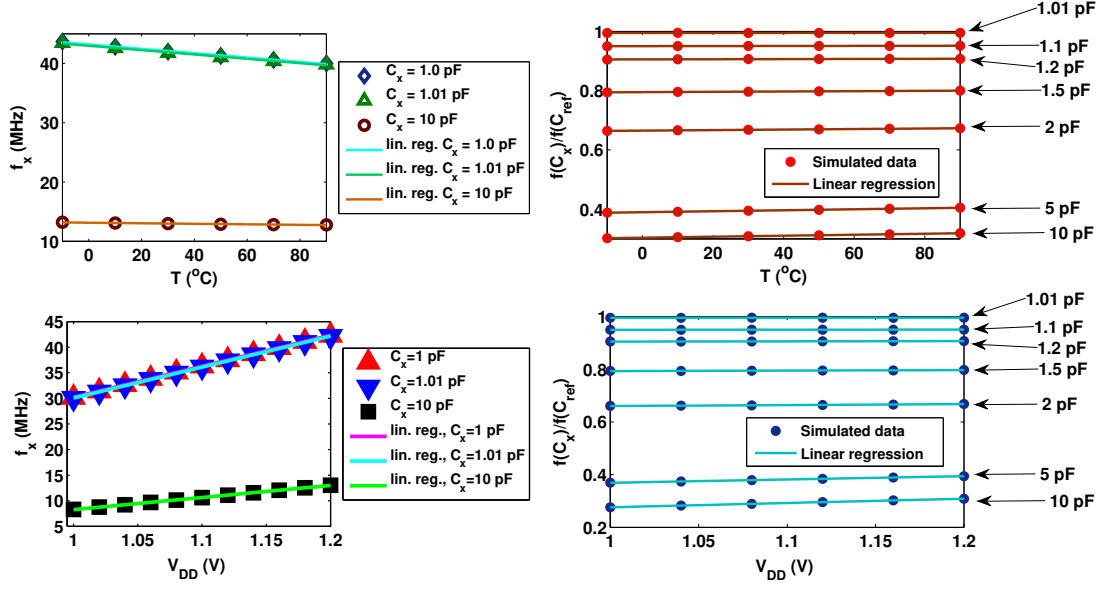 f_x (MHz)
40
30
20
10
0
20
40
60
80
T (°C)
C_x = 1.0 pF
C_x = 1.01 pF
C_x = 10 pF
lin. reg. C_x = 1.0 pF
lin. reg. C_x = 1.01 pF
lin. reg. C_x = 10 pF
f(C_x)/f(C_ref)
1
0.8
0.6
0.4
0
20
40
60
80
T (°C)
Simulated data
Linear regression
1.01 pF
1.1 pF
1.2 pF
1.5 pF
2 pF
5 pF
10 pF
f_x (MHz)
45
40
35
30
25
20
15
10
5
1
1.05
1.1
1.15
1.2
V_DD (V)
C_x=1 pF
C_x=1.01 pF
C_x=10 pF
lin. reg., C_x=1 pF
lin. reg., C_x=1.01 pF
lin. reg., C_x=10 pF
f(C_x)/f(C_ref)
1
0.8
0.6
0.4
0.2
1
1.05
1.1
1.15
1.2
V_DD (V)
Simulated data
Linear regression
1.01 pF
1.1 pF
1.2 pF
1.5 pF
2 pF
5 pF
10 pF